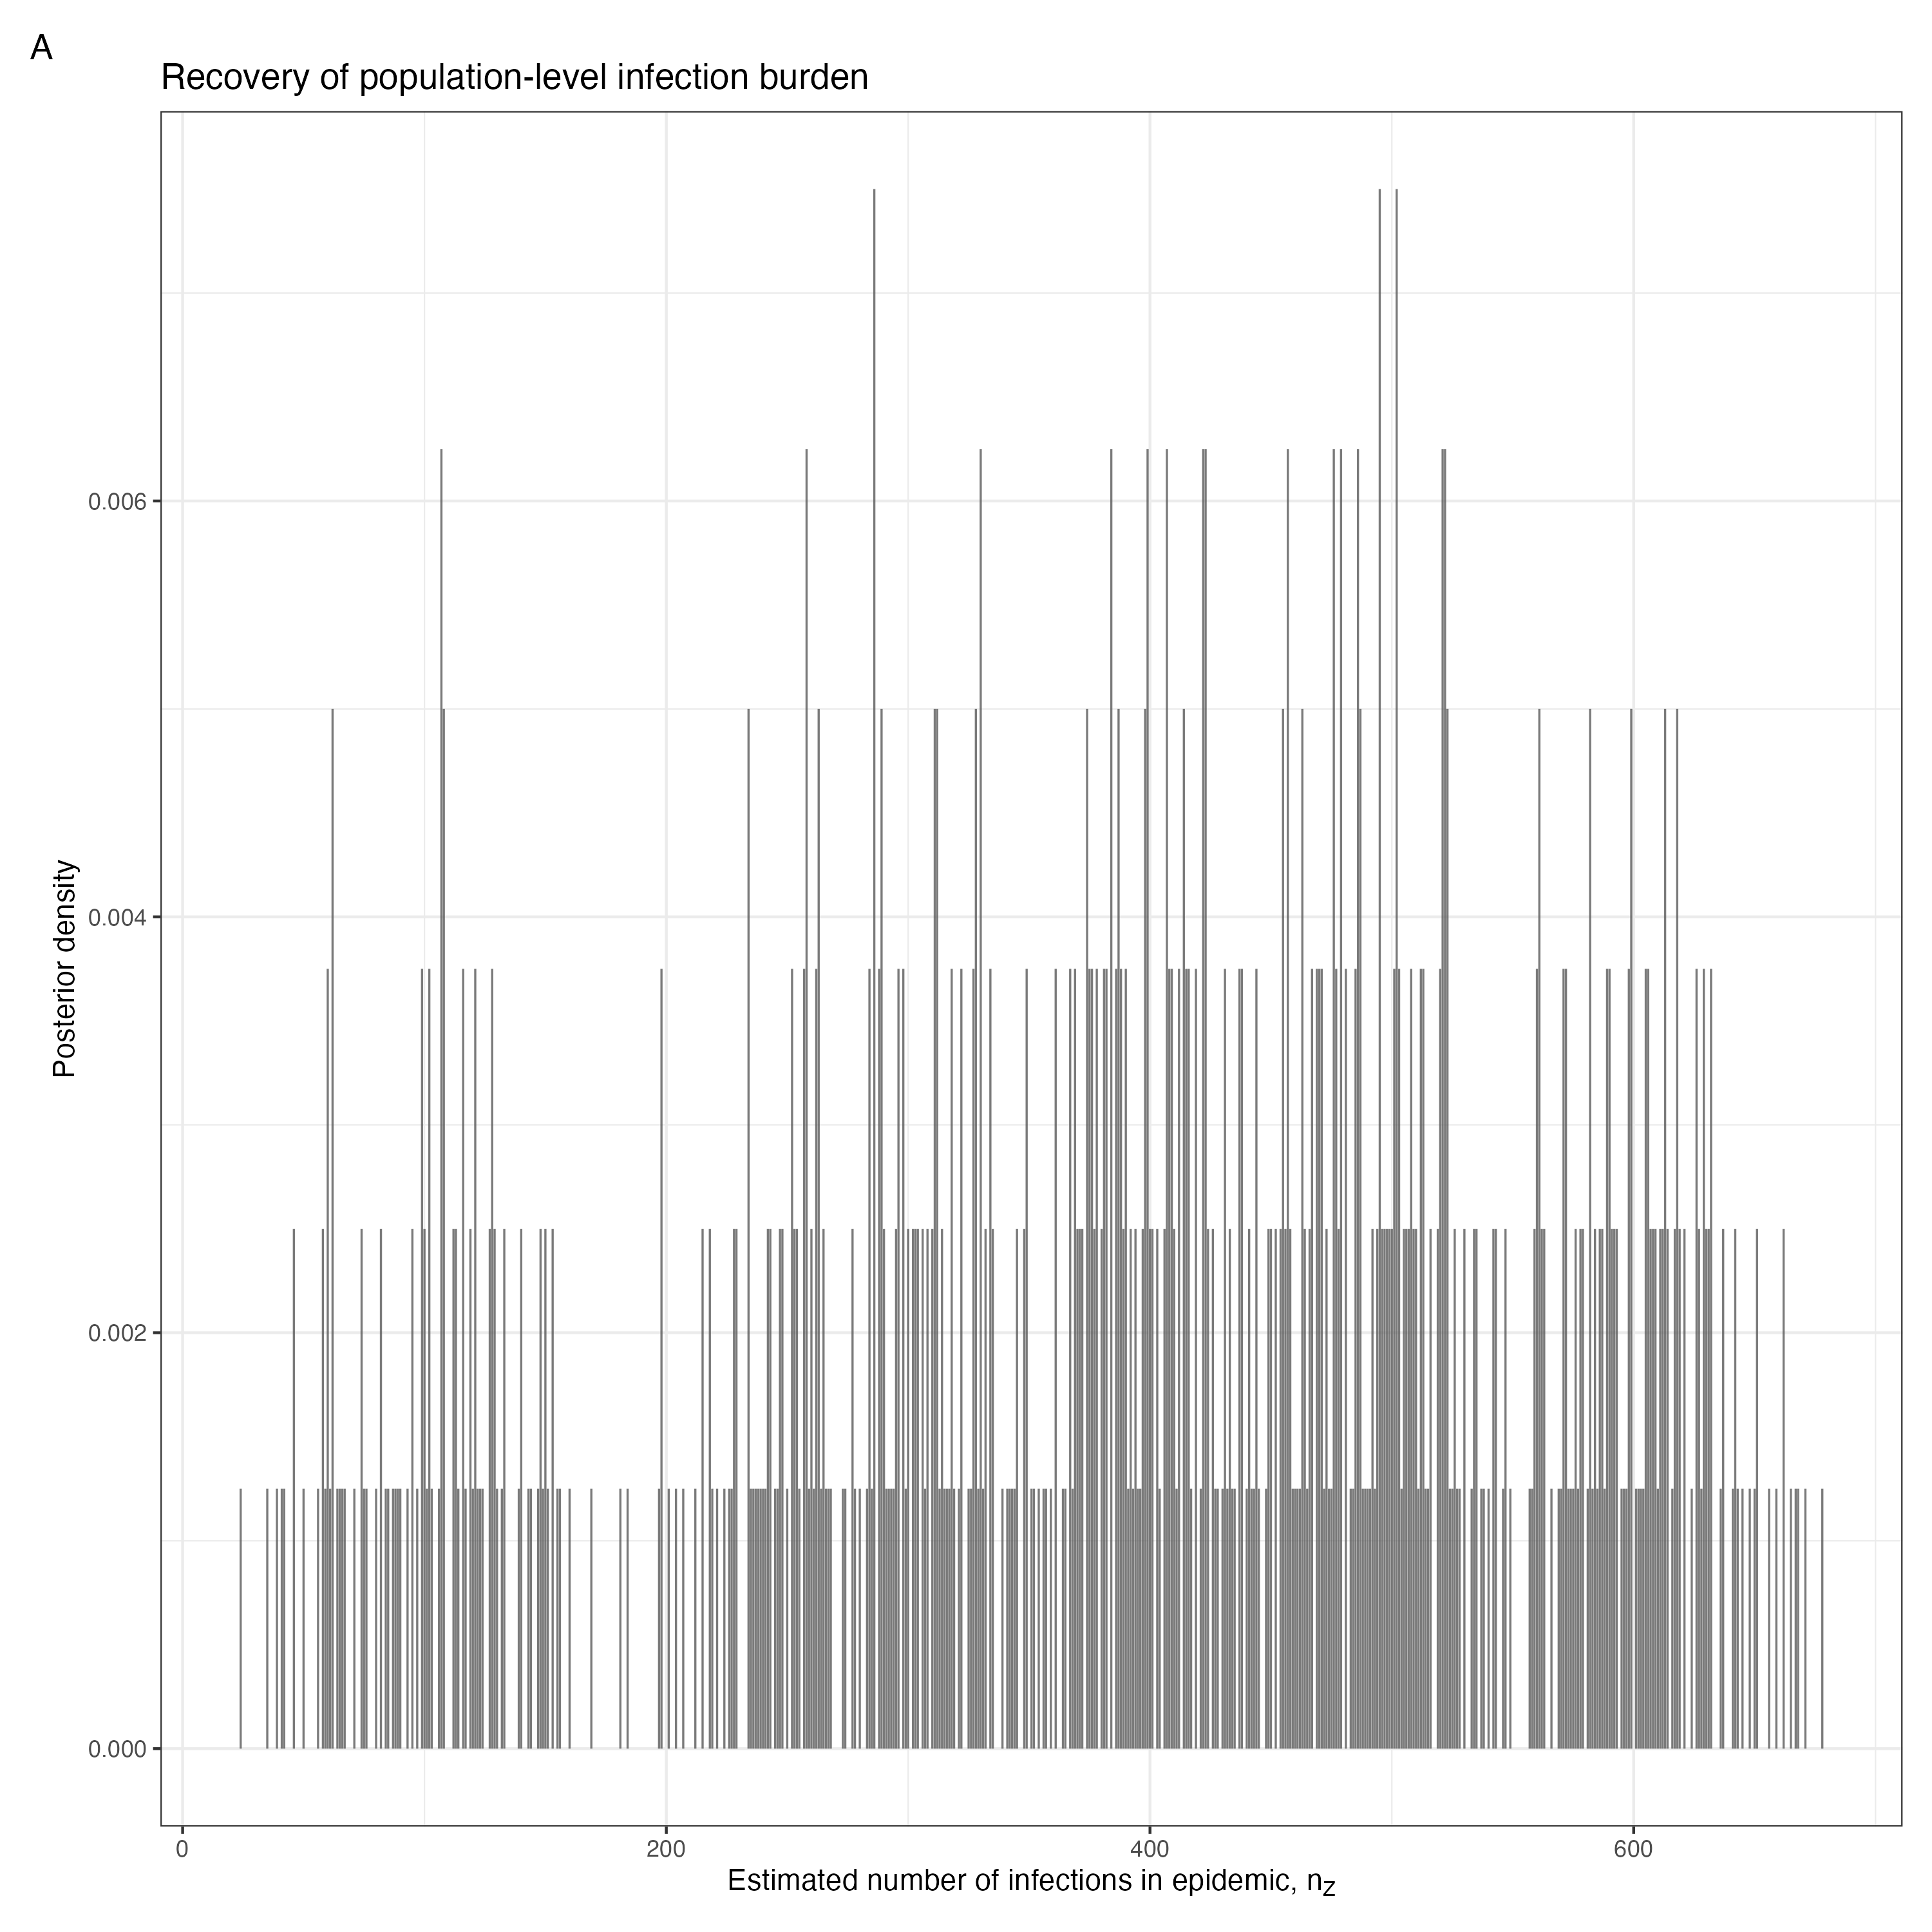 A
Recovery of population-level infection burden
0.006
0.004
0.002
0.000
Posterior density
0 200 400 600
Estimated number of infections in epidemic, nZ